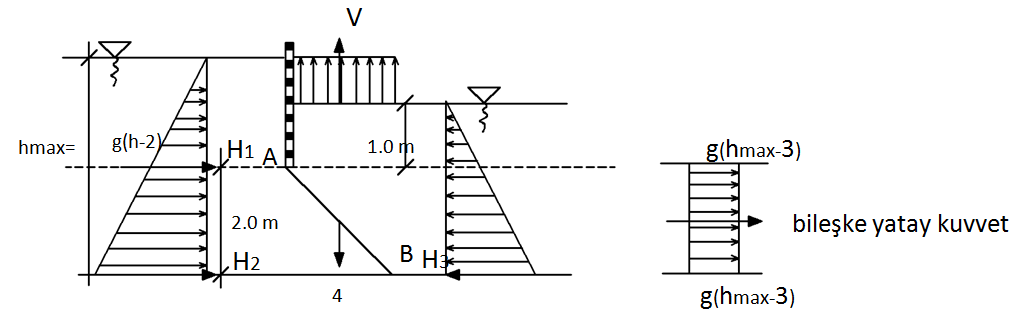 V
hmax=
g(h-2)
H1
A
1.0 m
2.0 m
H2
B
H3
4
g(hmax-3)
bileşke yatay kuvvet
g(hmax-3)